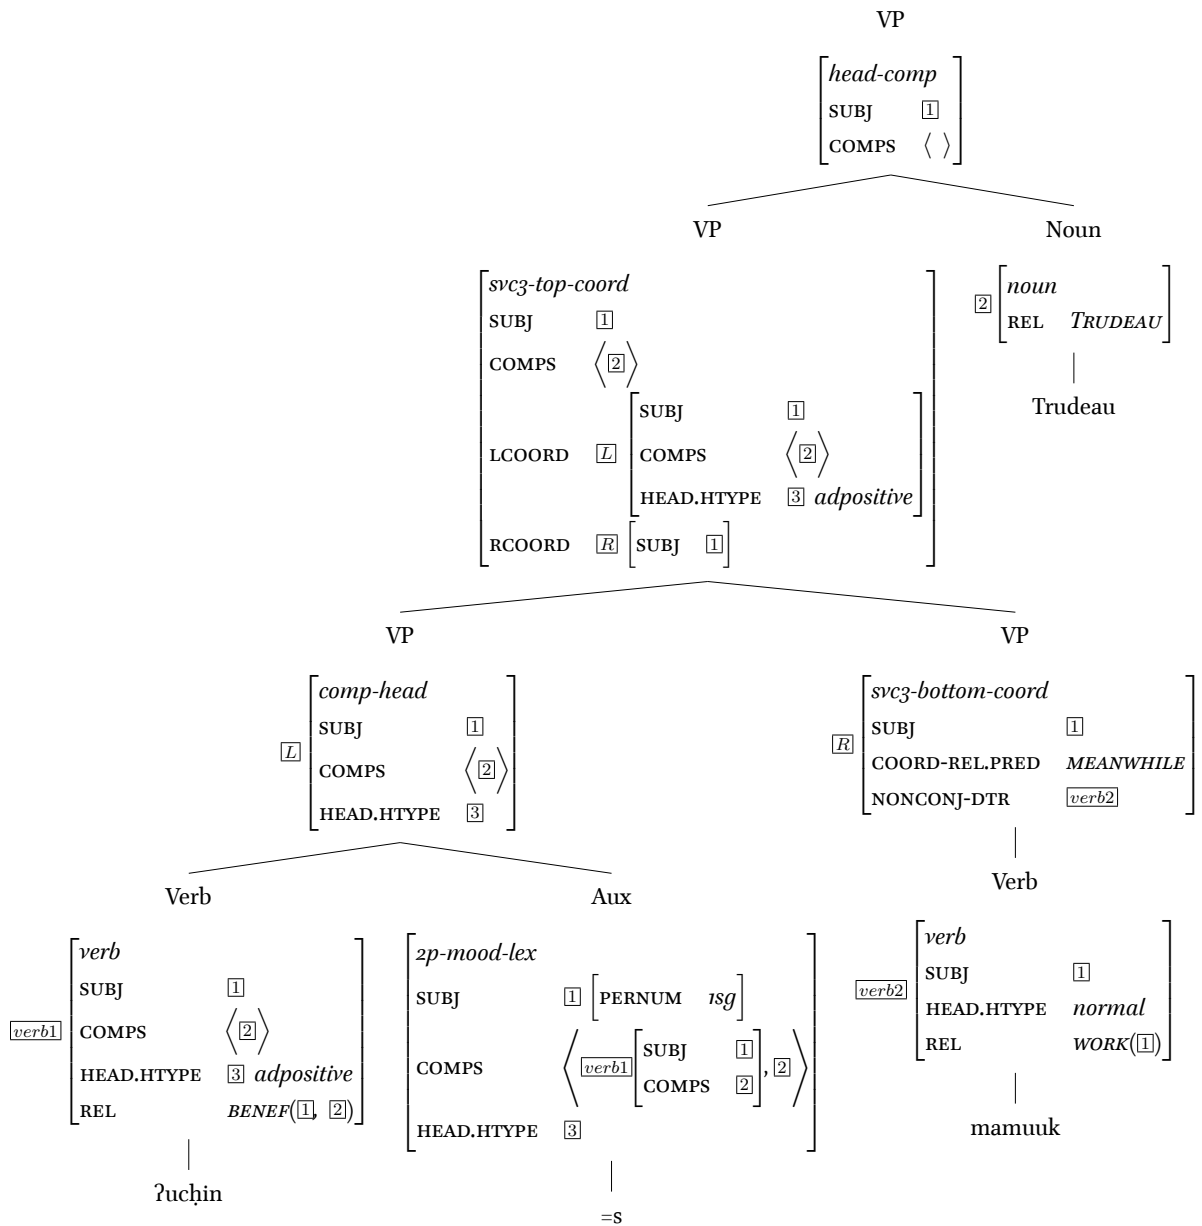 VP
head-comp
SUBJ 1
COMPS ⟨ ⟩
VP Noun
svc3-top-coord
SUBJ 1
COMPS ⟨2⟩
LCOORD L [SUBJ 1
COMPS ⟨2⟩
HEAD.HTYPE 3 adpositive]
RCOORD R [SUBJ 1]
2 noun
REL TRUDEAU
Trudeau
VP VP
L comp-head
SUBJ 1
COMPS ⟨2⟩
HEAD.HTYPE 3
R svc3-bottom-coord
SUBJ 1
COORD-REL.PRED MEANWHILE
NONCONJ-DTR verb2
Verb Aux Verb
verb1 verb
SUBJ 1
COMPS ⟨2⟩
HEAD.HTYPE 3 adpositive
REL BENEF(1, 2)
ʔuc̣ḥin
2p-mood-lex
SUBJ 1 [PERNUM 1sg]
COMPS ⟨verb1 [SUBJ 1
COMPS 2], 2⟩
HEAD.HTYPE 3
=s
verb2 verb
SUBJ 1
HEAD.HTYPE normal
REL WORK(1)
mamuuk